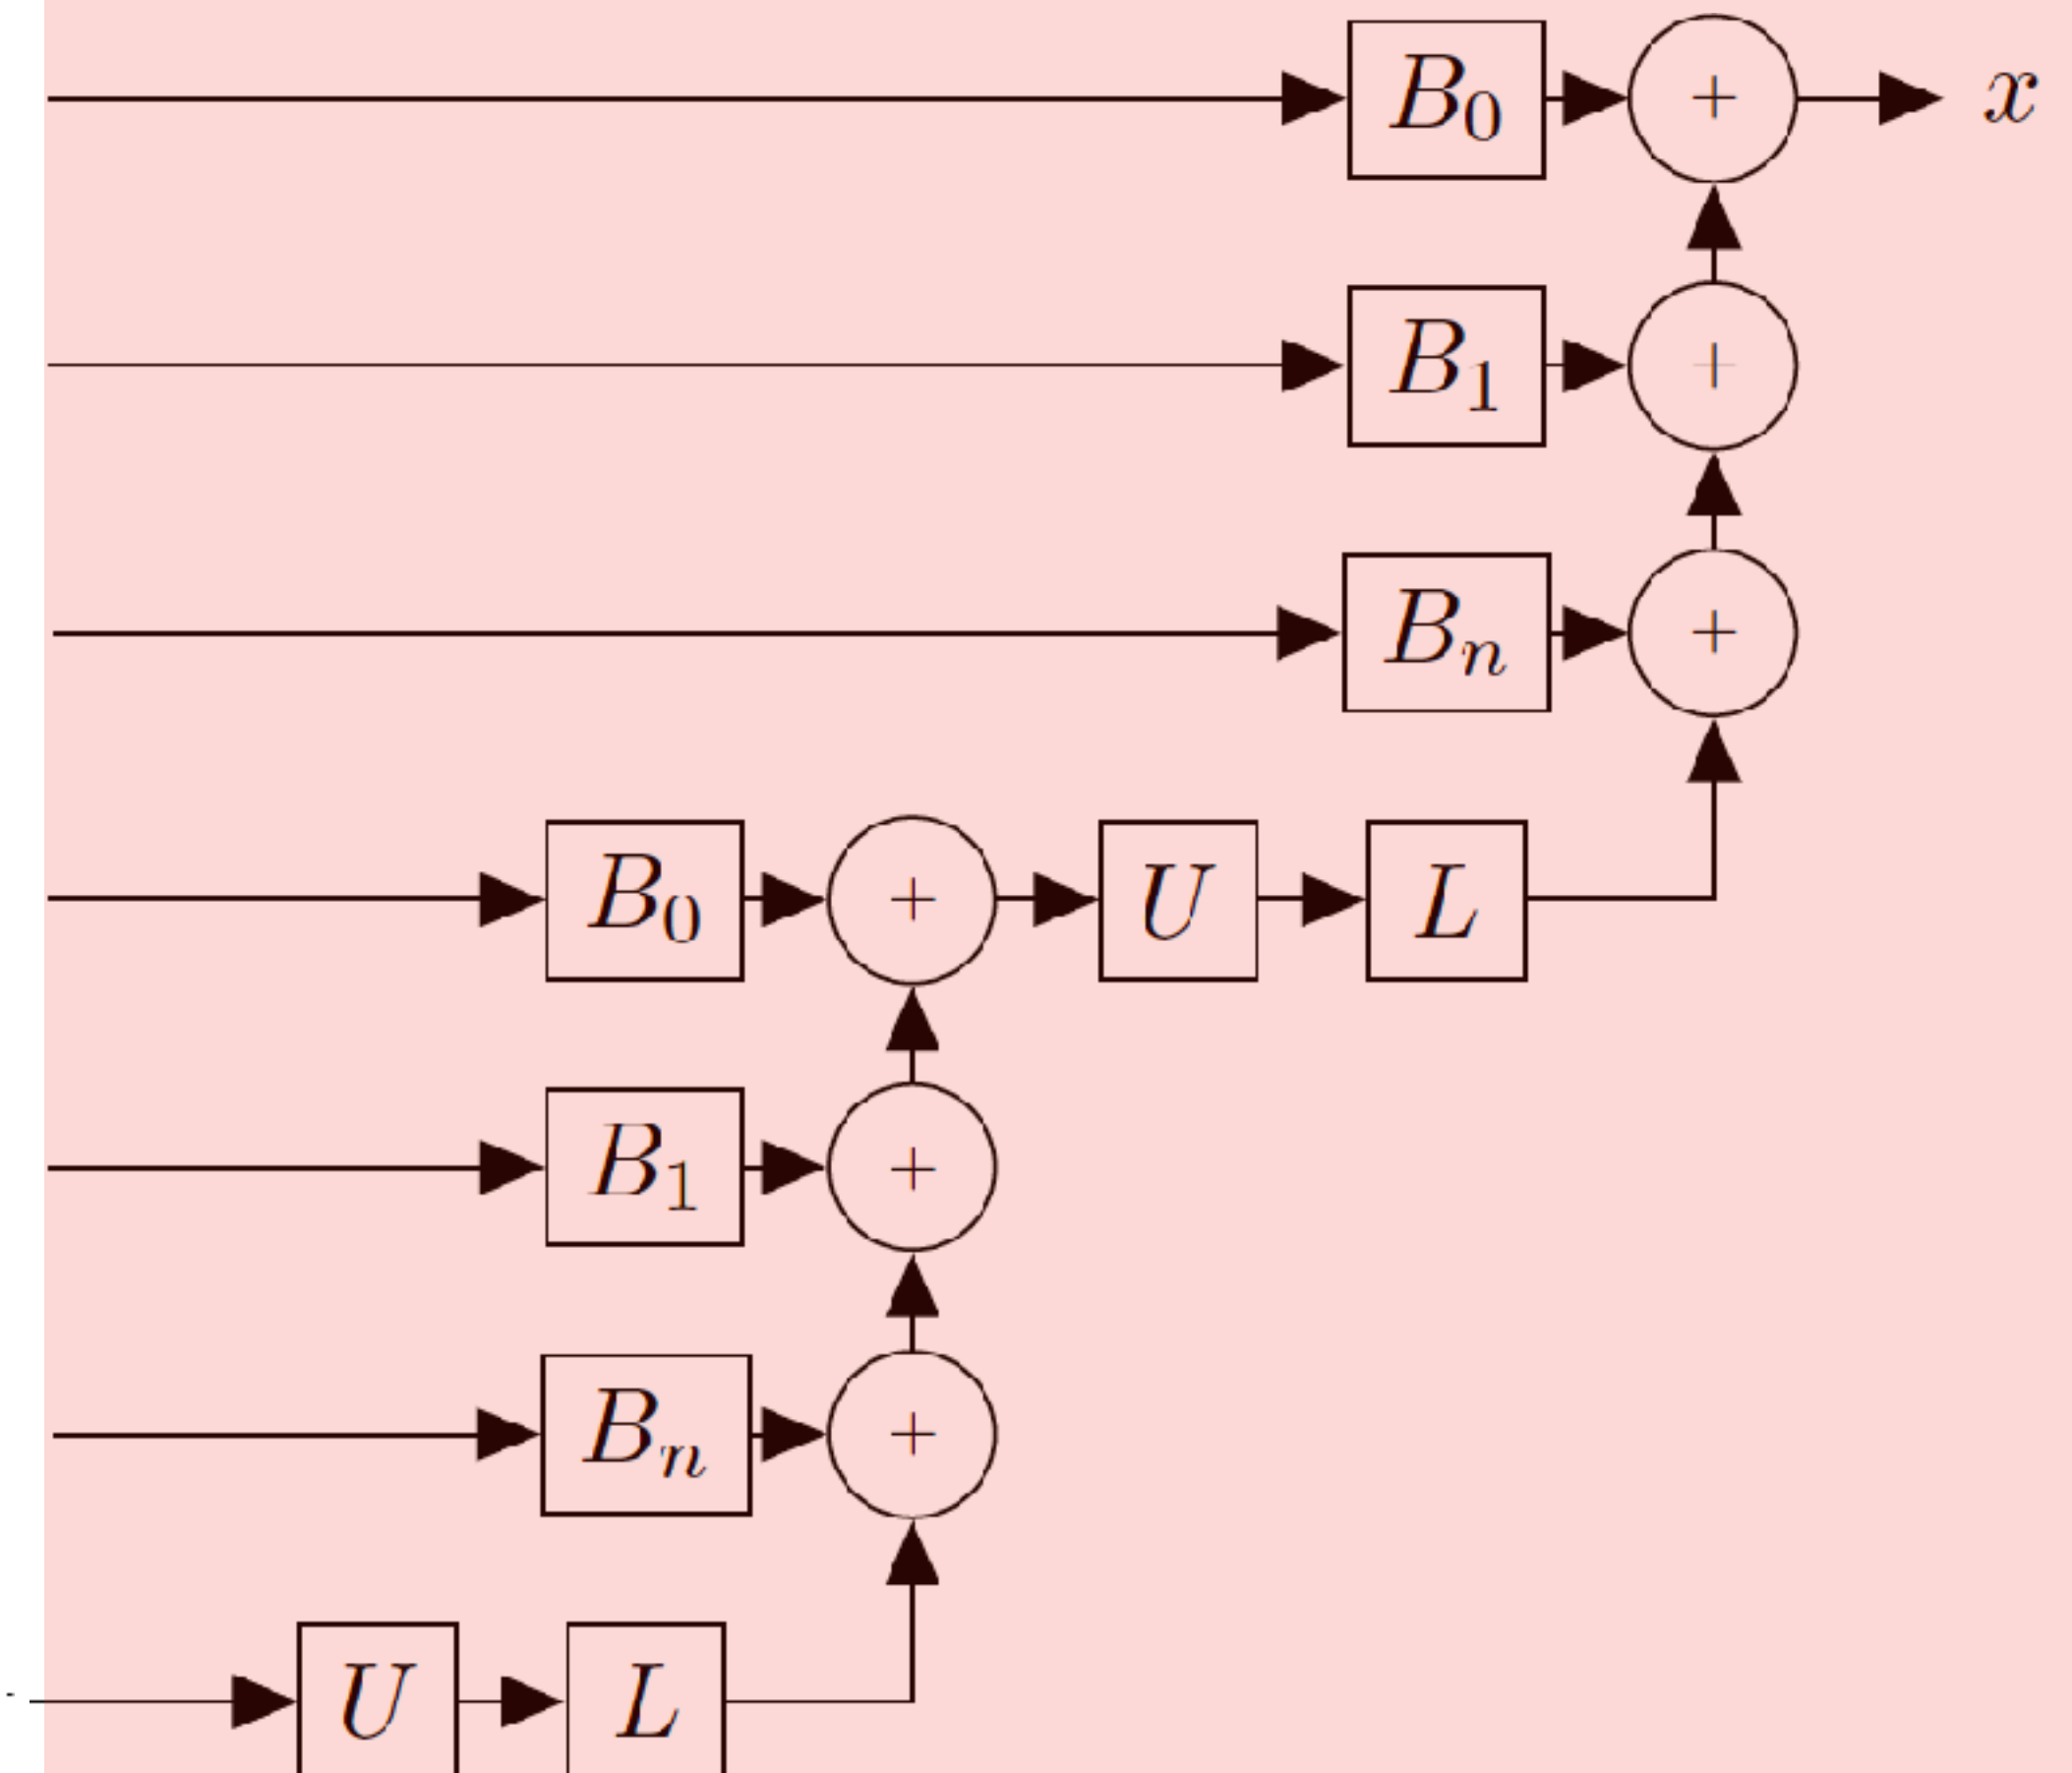 B₀ + x
B₁ +
Bₙ +
B₀ + U L
B₁ +
Bₙ +
U L